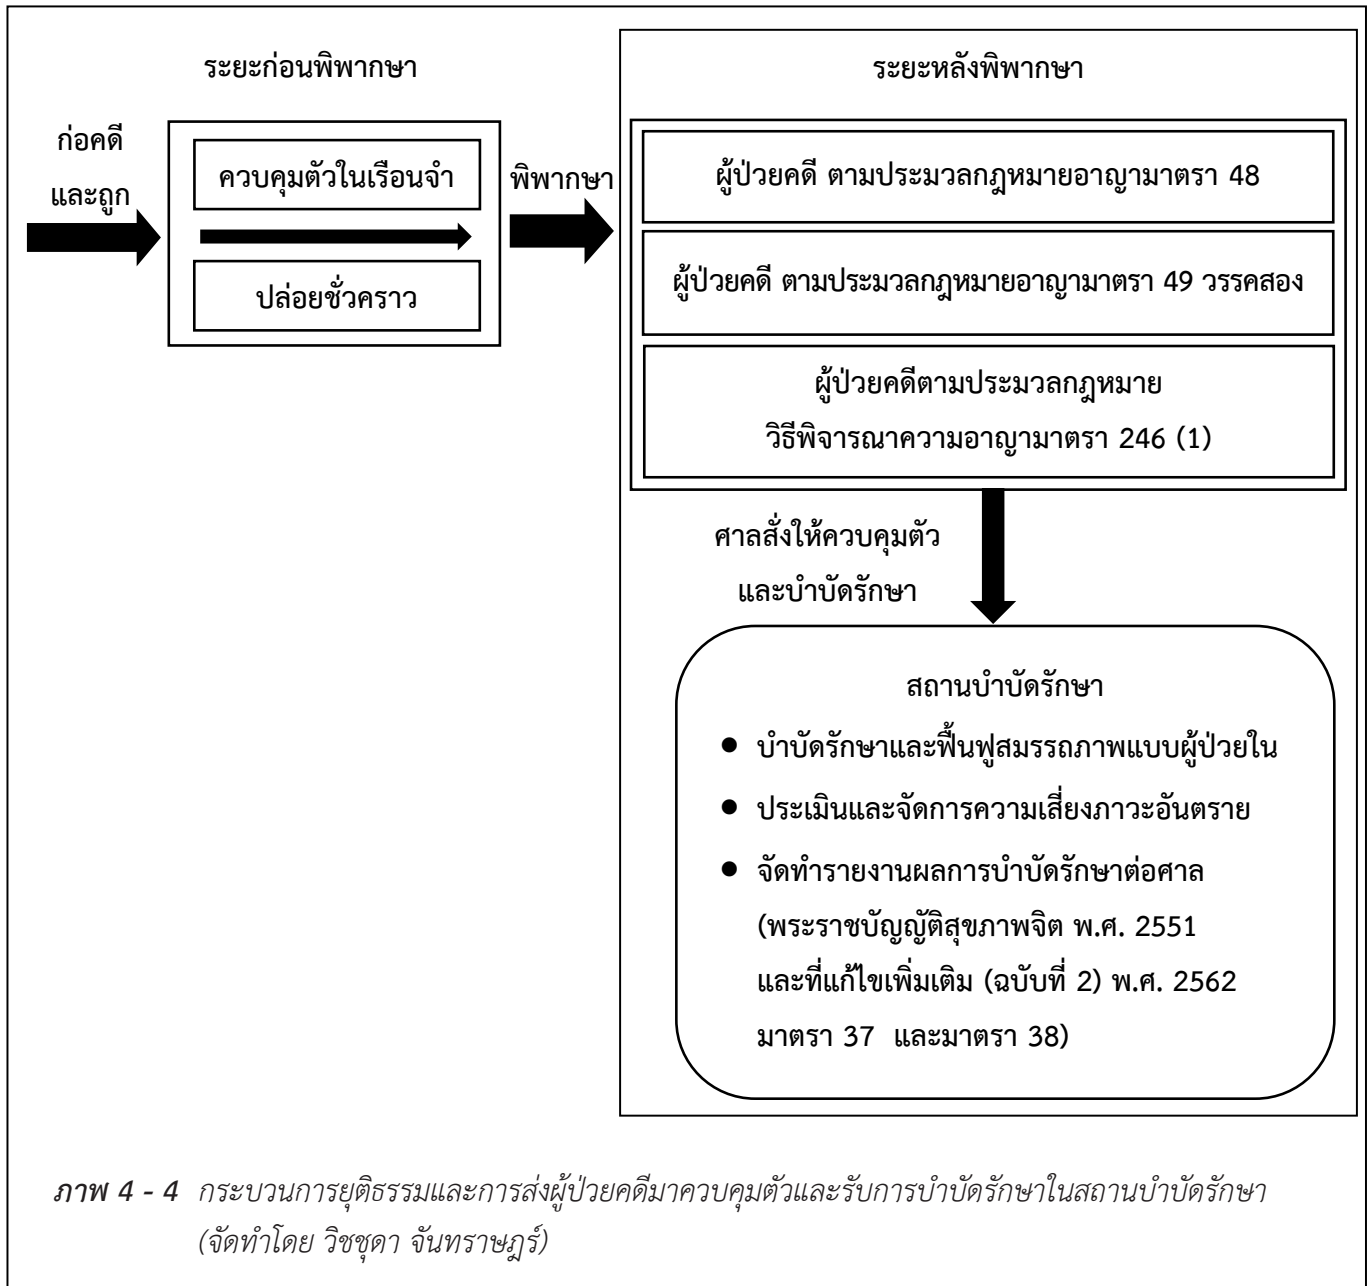 ระยะก่อนพิพากษา
ก่อคดี
และถูก
ควบคุมตัวในเรือนจำ
ปล่อยชั่วคราว
พิพากษา
ระยะหลังพิพากษา
ผู้ป่วยคดี ตามประมวลกฎหมายอาญามาตรา 48
ผู้ป่วยคดี ตามประมวลกฎหมายอาญามาตรา 49 วรรคสอง
ผู้ป่วยคดีตามประมวลกฎหมาย
วิธีพิจารณาความอาญามาตรา 246 (1)
ศาลสั่งให้ควบคุมตัว
และบำบัดรักษา
สถานบำบัดรักษา
● บำบัดรักษาและฟื้นฟูสมรรถภาพแบบผู้ป่วยใน
● ประเมินและจัดการความเสี่ยงภาวะอันตราย
● จัดทำรายงานผลการบำบัดรักษาต่อศาล
(พระราชบัญญัติสุขภาพจิต พ.ศ. 2551
และที่แก้ไขเพิ่มเติม (ฉบับที่ 2) พ.ศ. 2562
มาตรา 37 และมาตรา 38)
ภาพ 4 - 4 กระบวนการยุติธรรมและการส่งผู้ป่วยคดีมาควบคุมตัวและรับการบำบัดรักษาในสถานบำบัดรักษา
(จัดทำโดย วิชชุดา จันทราษฎร์)